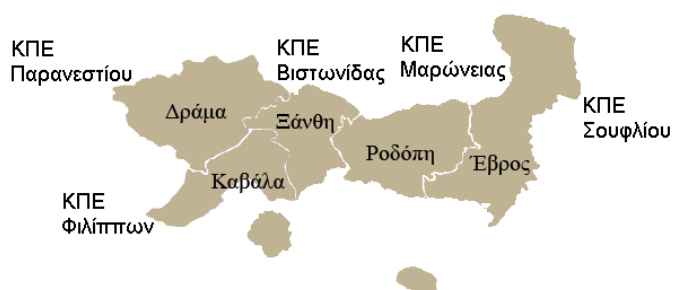 ΚΠΕ
Παρανεστίου
ΚΠΕ
Βιστωνίδας
ΚΠΕ
Μαρώνειας
ΚΠΕ
Σουφλίου
Δράμα
Ξάνθη
Ροδόπη
Έβρος
Καβάλα
ΚΠΕ
Φιλίππων